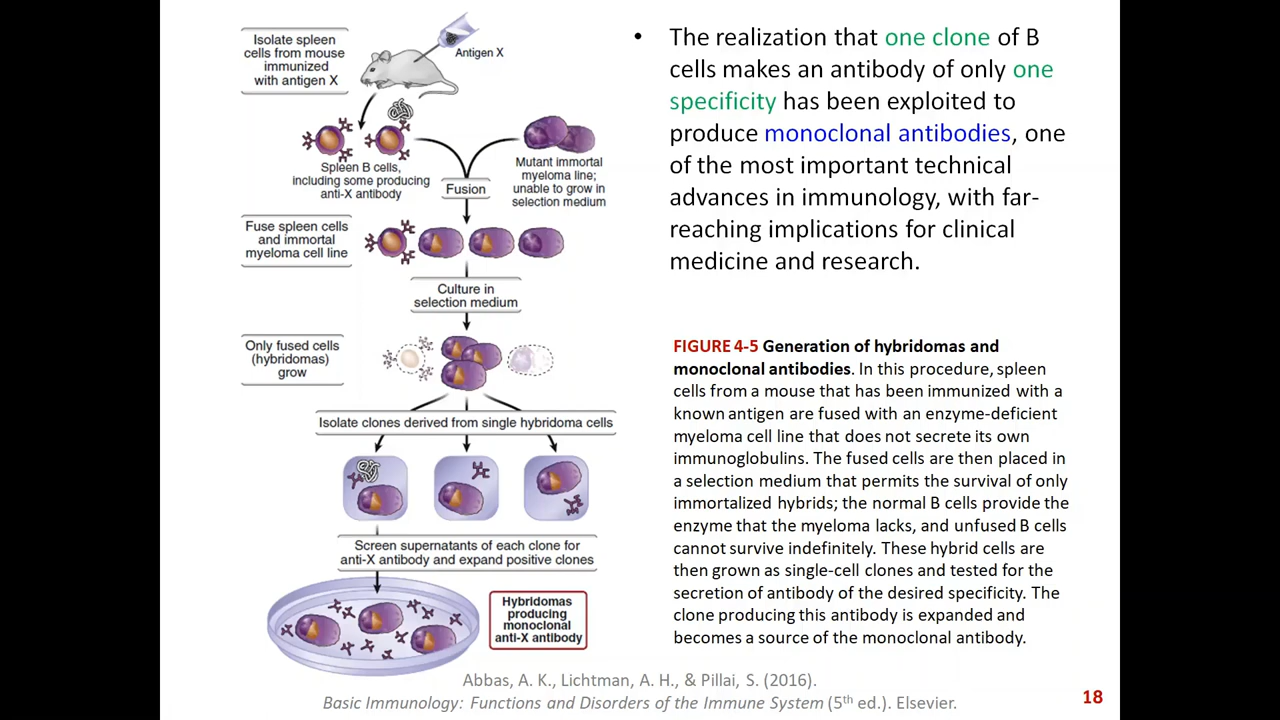 Isolate spleen
cells from mouse
immunized
with antigen X
Antigen X
Spleen B cells,
including some producing
anti-X antibody
Mutant immortal
myeloma line;
unable to grow in
selection medium
Fusion
Fuse spleen cells
and immortal
myeloma cell line
Culture in
selection medium
Only fused cells
(hybridomas)
grow
Isolate clones derived from single hybridoma cells
Screen supernatants of each clone for
anti-X antibody and expand positive clones
Hybridomas
producing
monoclonal
anti-X antibody
• The realization that one clone of B
cells makes an antibody of only one
specificity has been exploited to
produce monoclonal antibodies, one
of the most important technical
advances in immunology, with far-
reaching implications for clinical
medicine and research.
FIGURE 4-5 Generation of hybridomas and
monoclonal antibodies. In this procedure, spleen
cells from a mouse that has been immunized with a
known antigen are fused with an enzyme-deficient
myeloma cell line that does not secrete its own
immunoglobulins. The fused cells are then placed in
a selection medium that permits the survival of only
immortalized hybrids; the normal B cells provide the
enzyme that the myeloma lacks, and unfused B cells
cannot survive indefinitely. These hybrid cells are
then grown as single-cell clones and tested for the
secretion of antibody of the desired specificity. The
clone producing this antibody is expanded and
becomes a source of the monoclonal antibody.
Abbas, A. K., Lichtman, A. H., & Pillai, S. (2016).
Basic Immunology: Functions and Disorders of the Immune System (5th ed.). Elsevier.
18